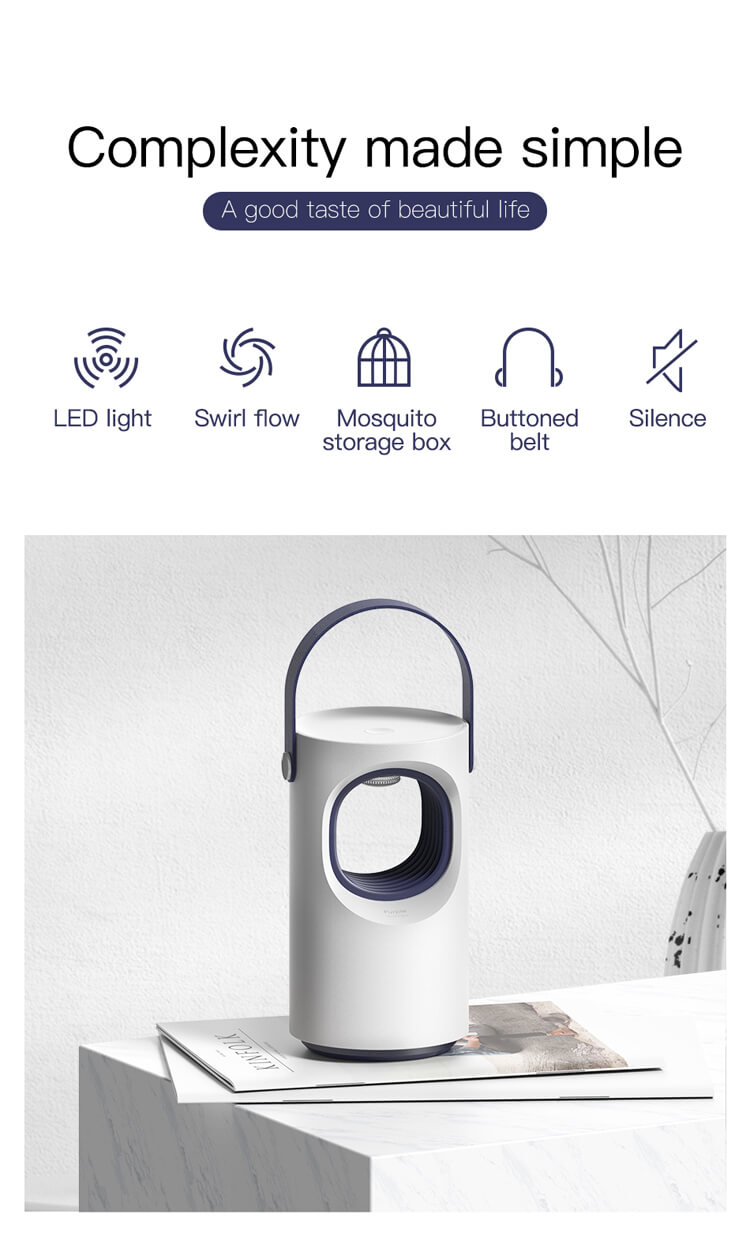 Complexity made simple
A good taste of beautiful life
LED light
Swirl flow
Mosquito
storage box
Buttoned
belt
Silence
KINFOLK